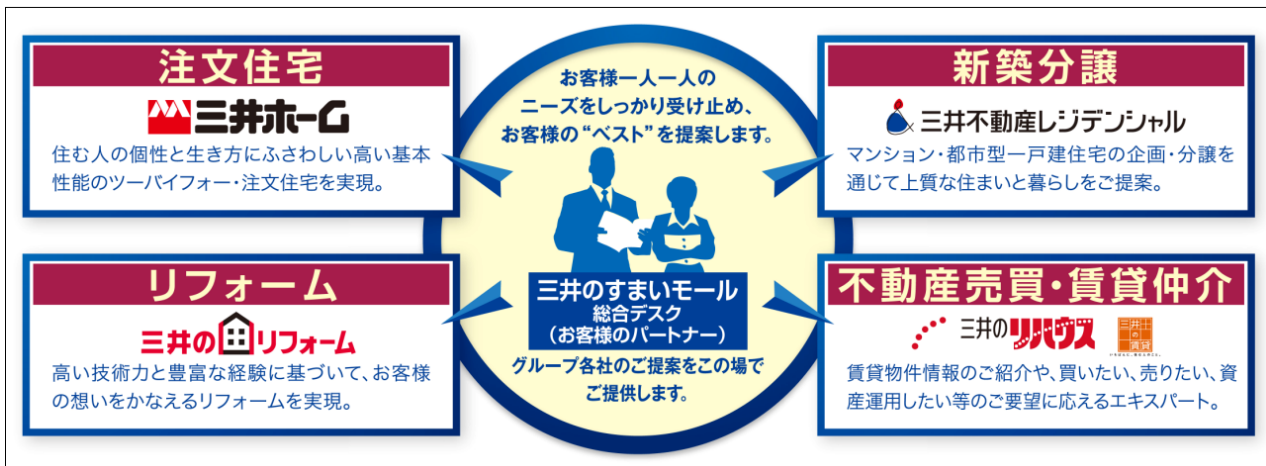 注文住宅
三井ホーム
住む人の個性と生き方にふさわしい高い基本
性能のツーバイフォー・注文住宅を実現。
リフォーム
三井のリフォーム
高い技術力と豊富な経験に基づいて、お客様
の想いをかなえるリフォームを実現。
お客様一人一人の
ニーズをしっかり受け止め、
お客様の“ベスト”を提案します。
三井のすまいモール
総合デスク
(お客様のパートナー)
グループ各社のご提案をこの場で
ご提供します。
新築分譲
三井不動産レジデンシャル
マンション・都市型一戸建住宅の企画・分譲を
通じて上質な住まいと暮らしをご提案。
不動産売買・賃貸仲介
三井のリハウス
三井の賃貸
賃貸物件情報のご紹介や、買いたい、売りたい、資
産運用したい等のご要望に応えるエキスパート。